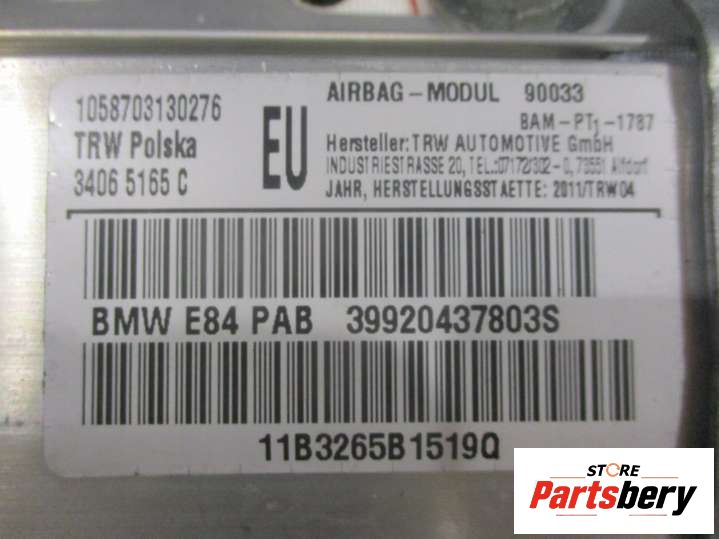 1058703130276
TRW Polska
3406 5165 C
EU
AIRBAG-MODUL 90033
BAM-PT1-1787
Hersteller: TRW AUTOMOTIVE GmbH
INDUSTRIESTRASSE 20, TEL.:07172/302-0, 73551 Alfdorf
JAHR, HERSTELLUNGSSTAETTE: 2011/TRW04
BMW E84 PAB 39920437803S
11B3265B1519Q
STORE
Partsbery